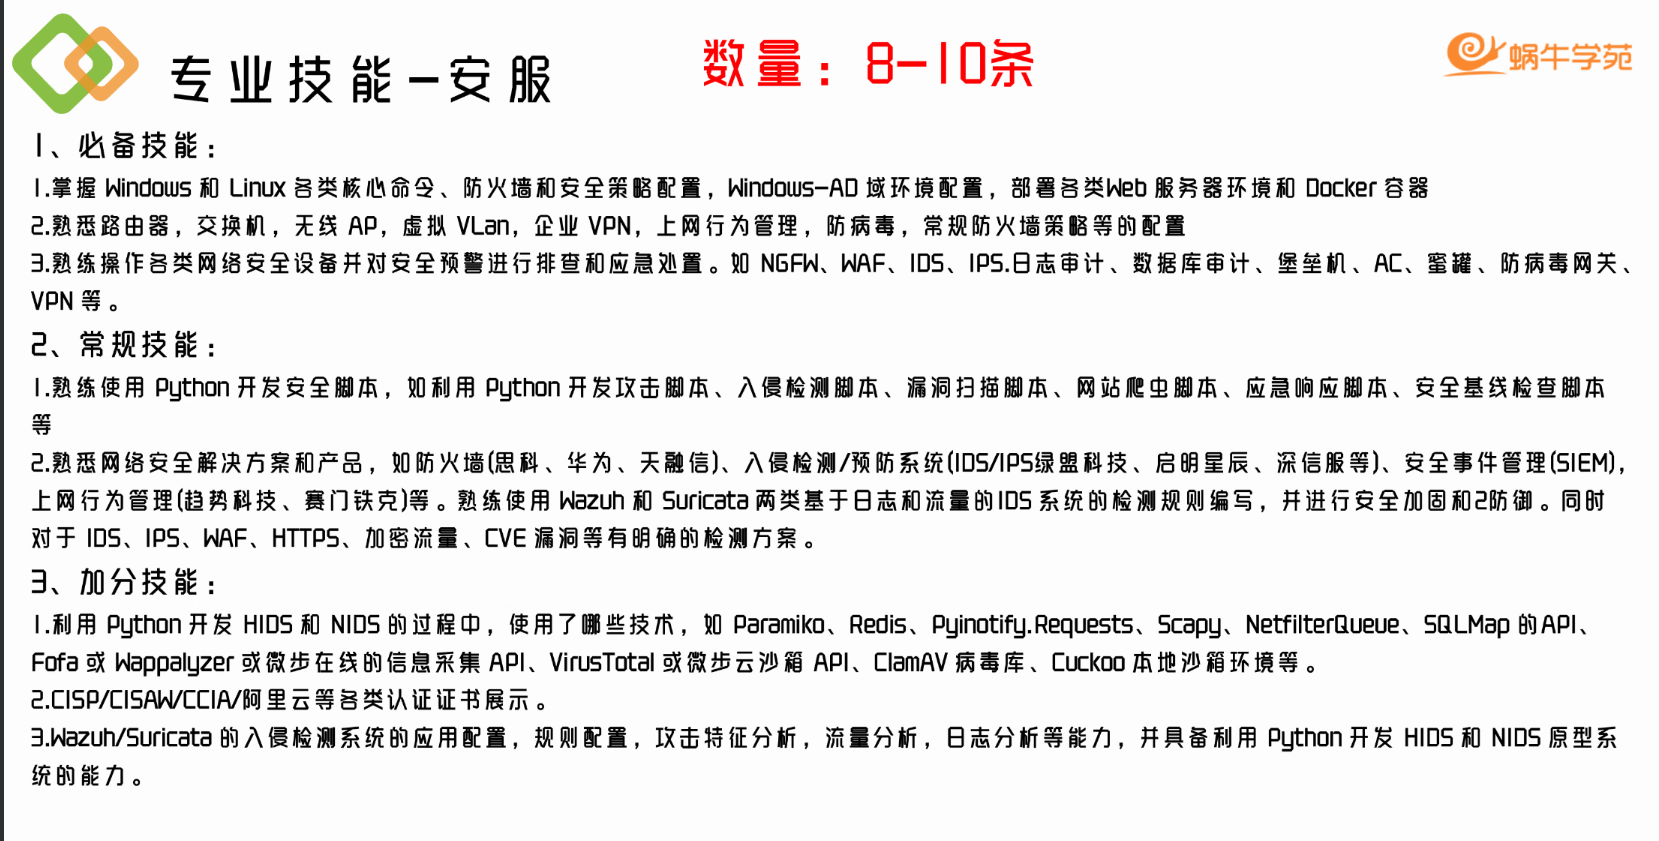 专业技能-安服
数量：8-10条
蜗牛学苑
1、必备技能：
1.掌握 Windows 和 Linux 各类核心命令、防火墙和安全策略配置，Windows-AD 域环境配置，部署各类Web 服务器环境和 Docker 容器
2.熟悉路由器，交换机，无线 AP，虚拟 VLan，企业 VPN，上网行为管理，防病毒，常规防火墙策略等的配置
3.熟练操作各类网络安全设备并对安全预警进行排查和应急处置。如 NGFW、WAF、IDS、IPS.日志审计、数据库审计、堡垒机、AC、蜜罐、防病毒网关、
VPN 等。
2、常规技能：
1.熟练使用 Python 开发安全脚本，如利用 Python 开发攻击脚本、入侵检测脚本、漏洞扫描脚本、网站爬虫脚本、应急响应脚本、安全基线检查脚本
等
2.熟悉网络安全解决方案和产品，如防火墙(思科、华为、天融信)、入侵检测/预防系统(IDS/IPS绿盟科技、启明星辰、深信服等)、安全事件管理(SIEM)，
上网行为管理(趋势科技、赛门铁克)等。熟练使用 Wazuh 和 Suricata 两类基于日志和流量的IDS 系统的检测规则编写，并进行安全加固和2防御。同时
对于 IDS、IPS、WAF、HTTPS、加密流量、CVE 漏洞等有明确的检测方案。
3、加分技能：
1.利用 Python 开发 HIDS 和 NIDS 的过程中，使用了哪些技术，如 Paramiko、Redis、Pyinotify.Requests、Scapy、NetfilterQueue、SQLMap 的API、
Fofa 或 Wappalyzer 或微步在线的信息采集 API、VirusTotal 或微步云沙箱 API、ClamAV 病毒库、Cuckoo 本地沙箱环境等。
2.CISP/CISAW/CCIA/阿里云等各类认证证书展示。
3.Wazuh/Suricata 的入侵检测系统的应用配置，规则配置，攻击特征分析，流量分析，日志分析等能力，并具备利用 Python 开发 HIDS 和 NIDS 原型系
统的能力。